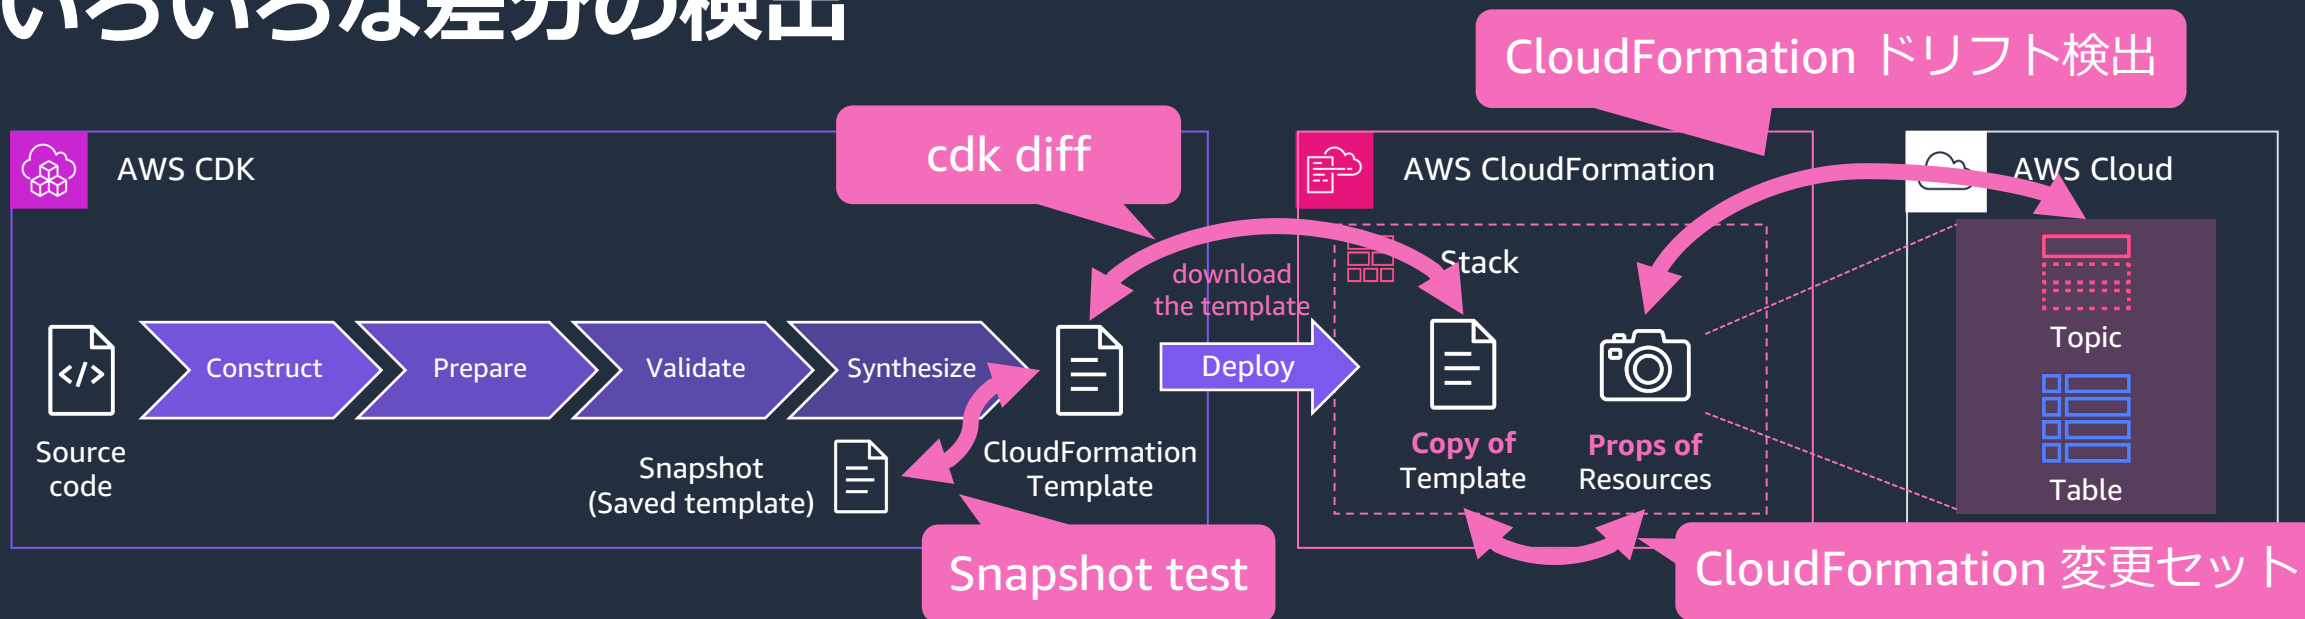 いろいろな差分の検出
CloudFormation ドリフト検出
cdk diff
AWS CDK
AWS CloudFormation
AWS Cloud
Stack
download
the template
Topic
Construct
Prepare
Validate
Synthesize
Deploy
</>
Source
code
Snapshot
(Saved template)
CloudFormation
Template
Copy of
Template
Props of
Resources
Table
Snapshot test
CloudFormation 変更セット